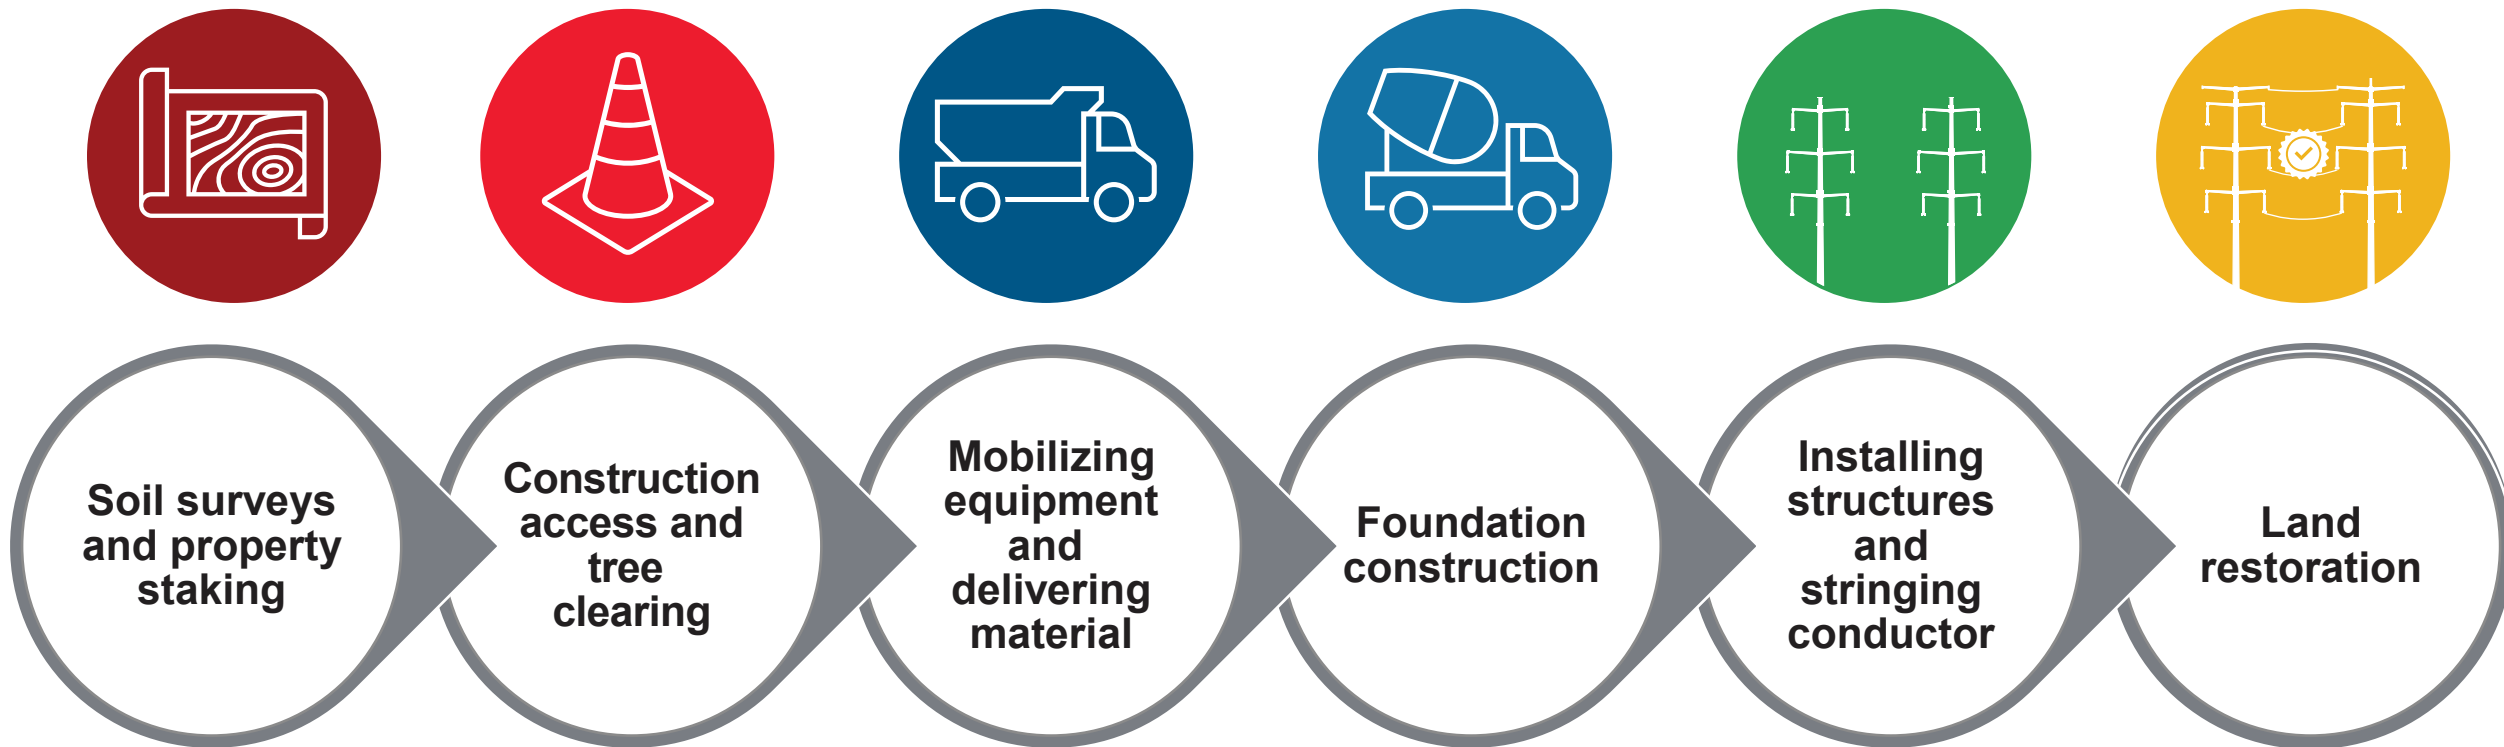 Soil surveys
and property
staking
Construction
access and
tree
clearing
Mobilizing
equipment
and
delivering
material
Foundation
construction
Installing
structures
and
stringing
conductor
Land
restoration